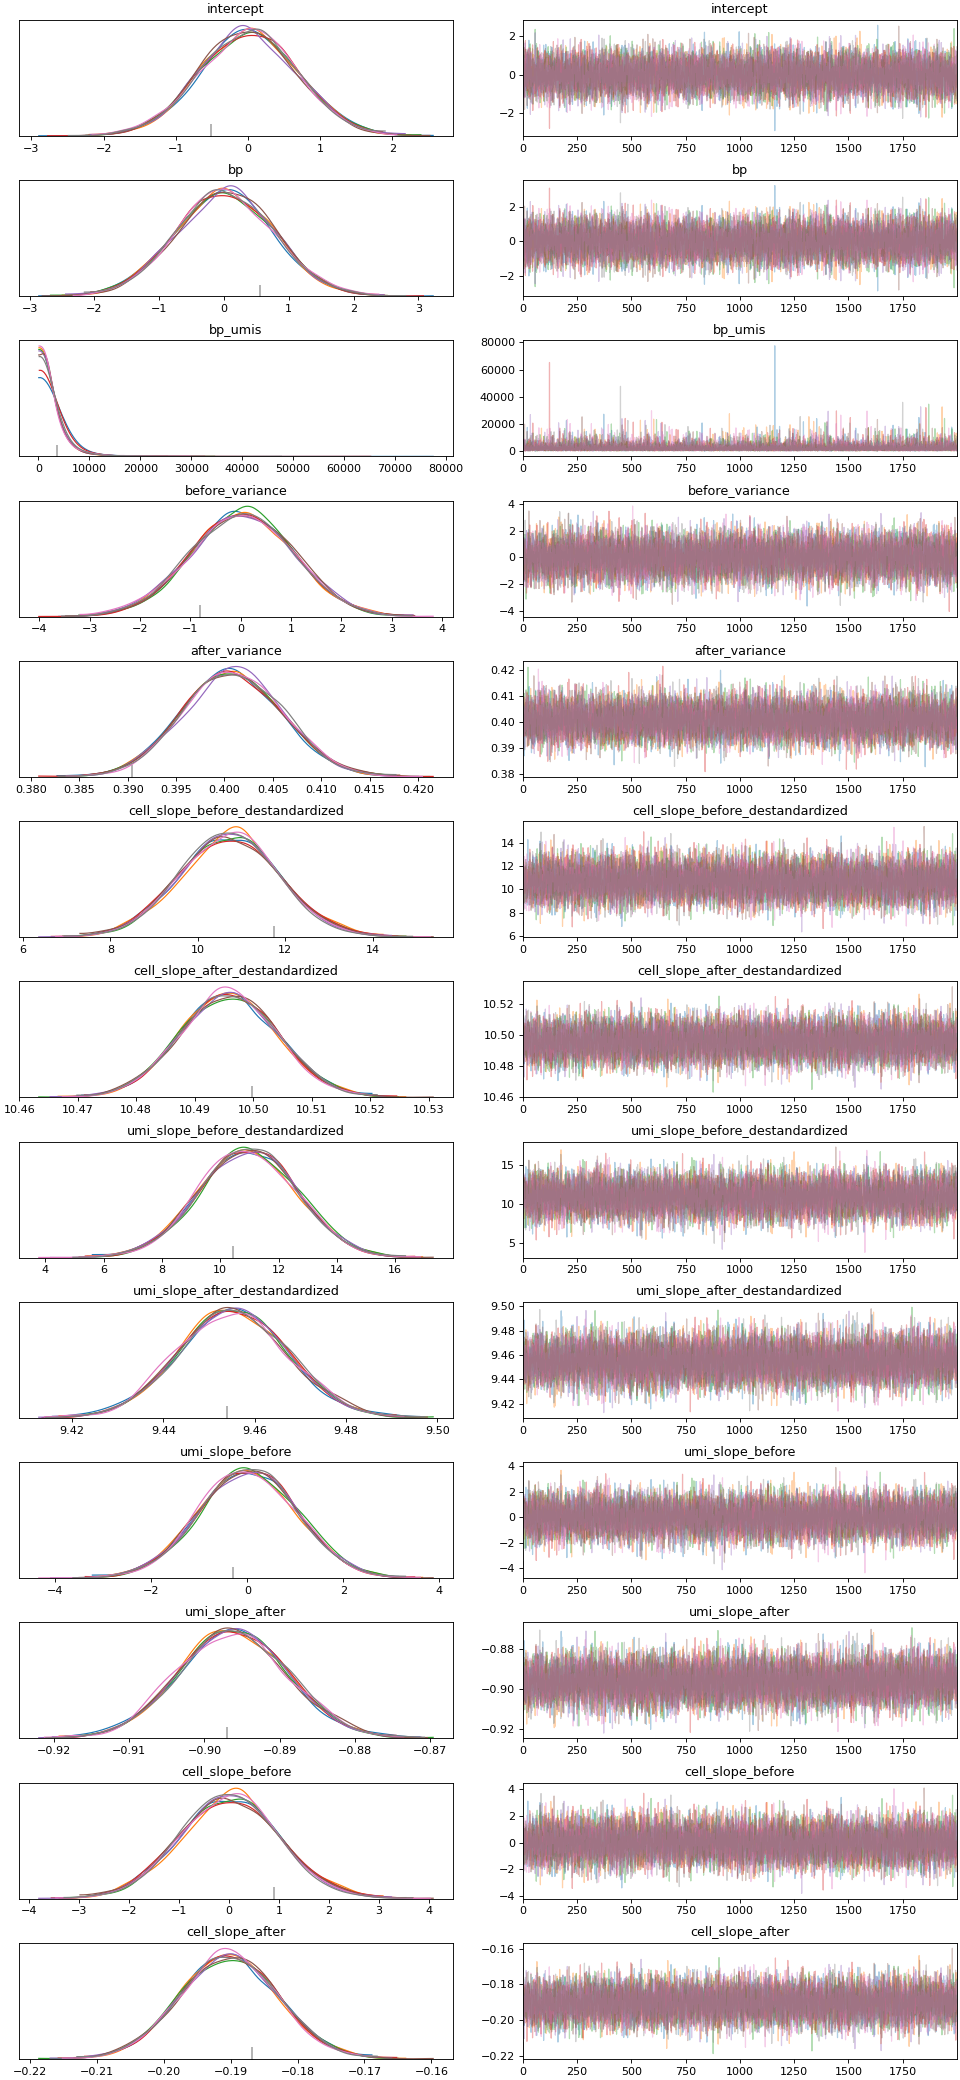 intercept intercept
2
0
−2
−3 −2 −1 0 1 2 0 250 500 750 1000 1250 1500 1750
bp bp
2
0
−2
−3 −2 −1 0 1 2 3 0 250 500 750 1000 1250 1500 1750
bp_umis bp_umis
80000
60000
40000
20000
0
0 10000 20000 30000 40000 50000 60000 70000 80000 0 250 500 750 1000 1250 1500 1750
before_variance before_variance
4
2
0
−2
−4
−4 −3 −2 −1 0 1 2 3 4 0 250 500 750 1000 1250 1500 1750
after_variance after_variance
0.42
0.41
0.40
0.39
0.38
0.380 0.385 0.390 0.395 0.400 0.405 0.410 0.415 0.420 0 250 500 750 1000 1250 1500 1750
cell_slope_before_destandardized cell_slope_before_destandardized
14
12
10
8
6
6 8 10 12 14 0 250 500 750 1000 1250 1500 1750
cell_slope_after_destandardized cell_slope_after_destandardized
10.52
10.50
10.48
10.46
10.46 10.47 10.48 10.49 10.50 10.51 10.52 10.53 0 250 500 750 1000 1250 1500 1750
umi_slope_before_destandardized umi_slope_before_destandardized
15
10
5
4 6 8 10 12 14 16 0 250 500 750 1000 1250 1500 1750
umi_slope_after_destandardized umi_slope_after_destandardized
9.50
9.48
9.46
9.44
9.42
9.42 9.44 9.46 9.48 9.50 0 250 500 750 1000 1250 1500 1750
umi_slope_before umi_slope_before
4
2
0
−2
−4
−4 −2 0 2 4 0 250 500 750 1000 1250 1500 1750
umi_slope_after umi_slope_after
−0.88
−0.90
−0.92
−0.92 −0.91 −0.90 −0.89 −0.88 −0.87 0 250 500 750 1000 1250 1500 1750
cell_slope_before cell_slope_before
4
2
0
−2
−4
−4 −3 −2 −1 0 1 2 3 4 0 250 500 750 1000 1250 1500 1750
cell_slope_after cell_slope_after
−0.16
−0.18
−0.20
−0.22
−0.22 −0.21 −0.20 −0.19 −0.18 −0.17 −0.16 0 250 500 750 1000 1250 1500 1750